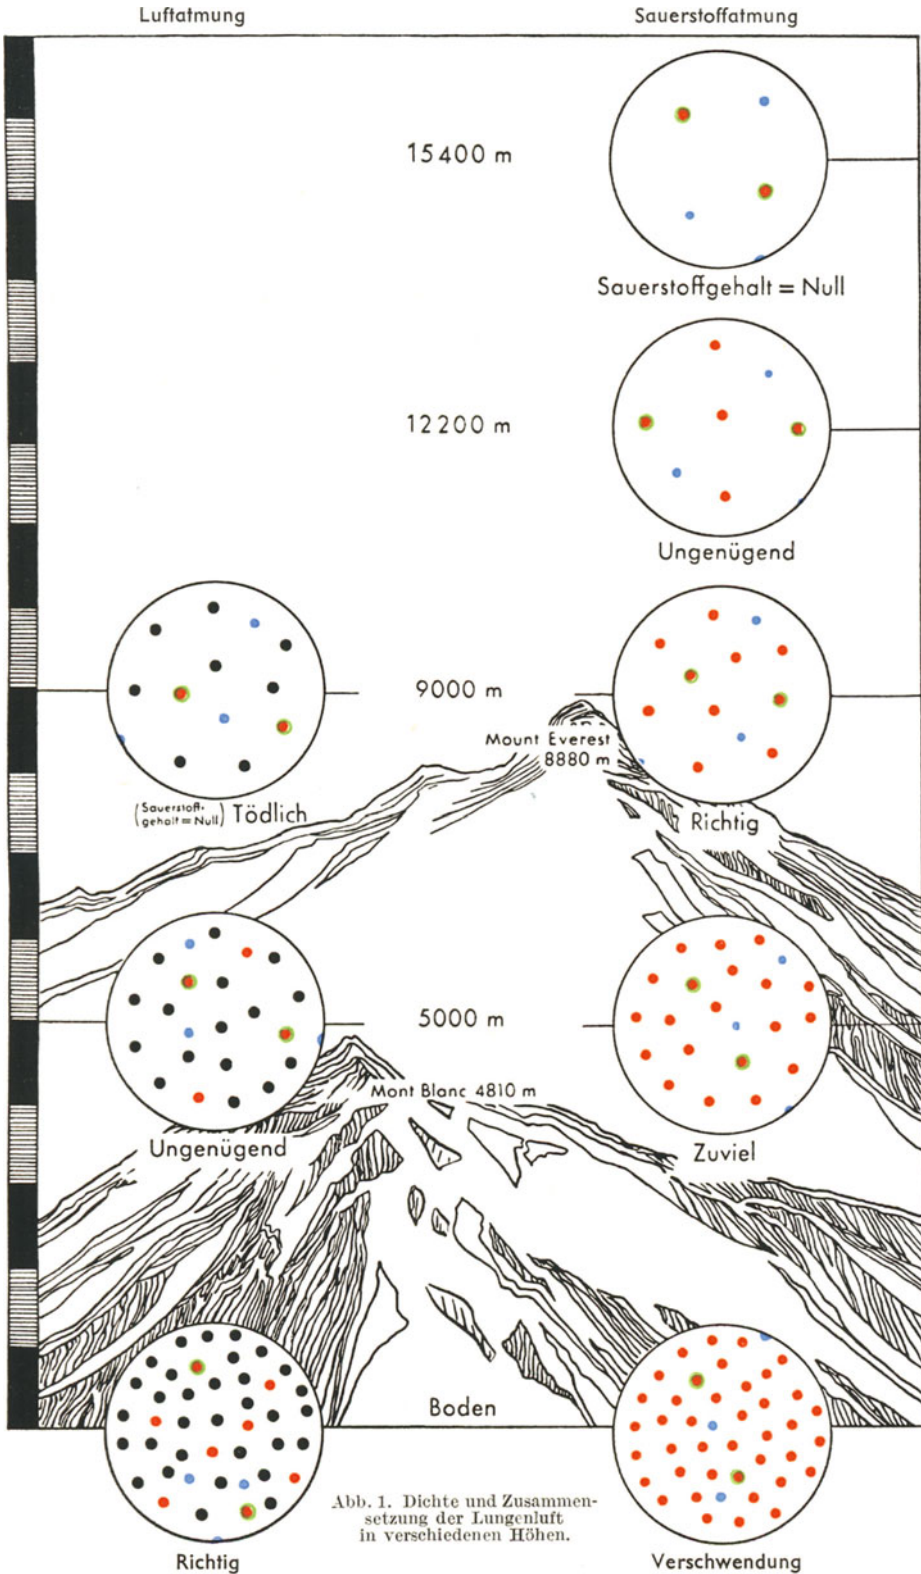 Luftatmung
Sauerstoffatmung
15400 m
Sauerstoffgehalt = Null
12200 m
Ungenügend
9000 m
Mount Everest
8880 m
(Sauerstoff-
gehalt = Null) Tödlich
Richtig
5000 m
Mont Blanc 4810 m
Ungenügend
Zuviel
Boden
Abb. 1. Dichte und Zusammen-
setzung der Lungenluft
in verschiedenen Höhen.
Richtig
Verschwendung